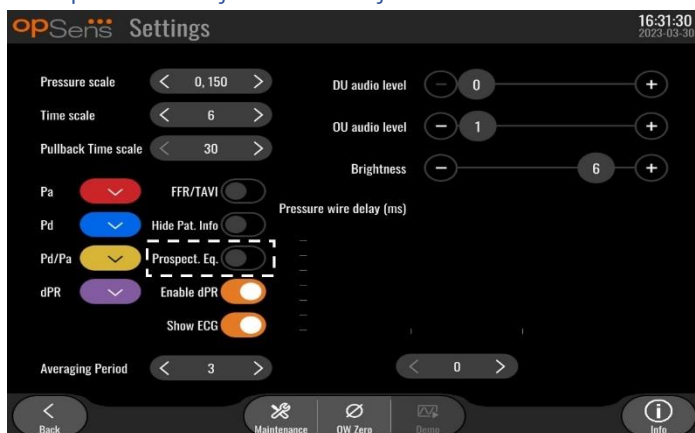 opSens Settings
16:31:30
2023-03-30
Pressure scale 0, 150
Time scale 6
Pullback Time scale 30
DU audio level 0
OU audio level 1
Brightness 6
Pa
FFR/TAVI
Pressure wire delay (ms)
Pd
Hide Pat. Info
Pd/Pa
Prospect. Eq.
dPR
Enable dPR
Show ECG
Averaging Period 3
0
Back
Maintenance
OW Zero
Demo
Info